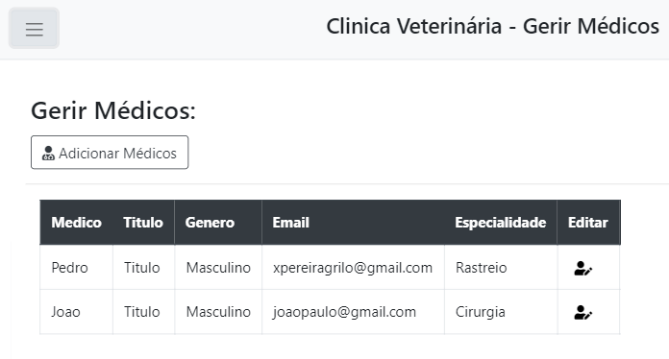 Clinica Veterinária - Gerir Médicos
Gerir Médicos:
Adicionar Médicos
Medico Titulo Genero Email Especialidade Editar
Pedro Titulo Masculino xpereiragrilo@gmail.com Rastreio
Joao Titulo Masculino joaopaulo@gmail.com Cirurgia